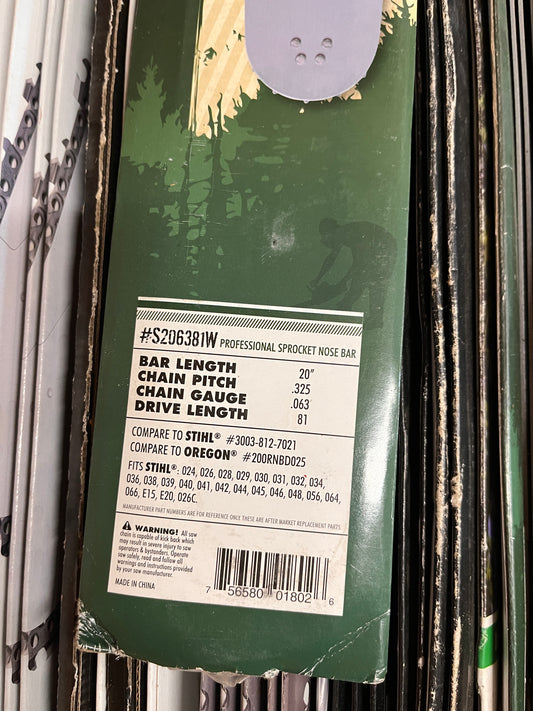 #S206381W PROFESSIONAL SPROCKET NOSE BAR
BAR LENGTH 20"
CHAIN PITCH .325
CHAIN GAUGE .063
DRIVE LENGTH 81
COMPARE TO STIHL® #3003-812-7021
COMPARE TO OREGON® #200RNBD025
FITS STIHL®: 024, 026, 028, 029, 030, 031, 032, 034,
036, 038, 039, 040, 041, 042, 044, 045, 046, 048, 056, 064,
066, E15, E20, 026C.
MANUFACTURER PART NUMBERS ARE FOR REFERENCE ONLY THESE ARE AFTER MARKET REPLACEMENT PARTS
WARNING! All saw
chain is capable of kick back which
may result in severe injury to saw
operators & bystanders. Operate
saw safely, read and follow all
warnings and instructions provided
by your saw manufacturer.
MADE IN CHINA
7 56580 01802 6